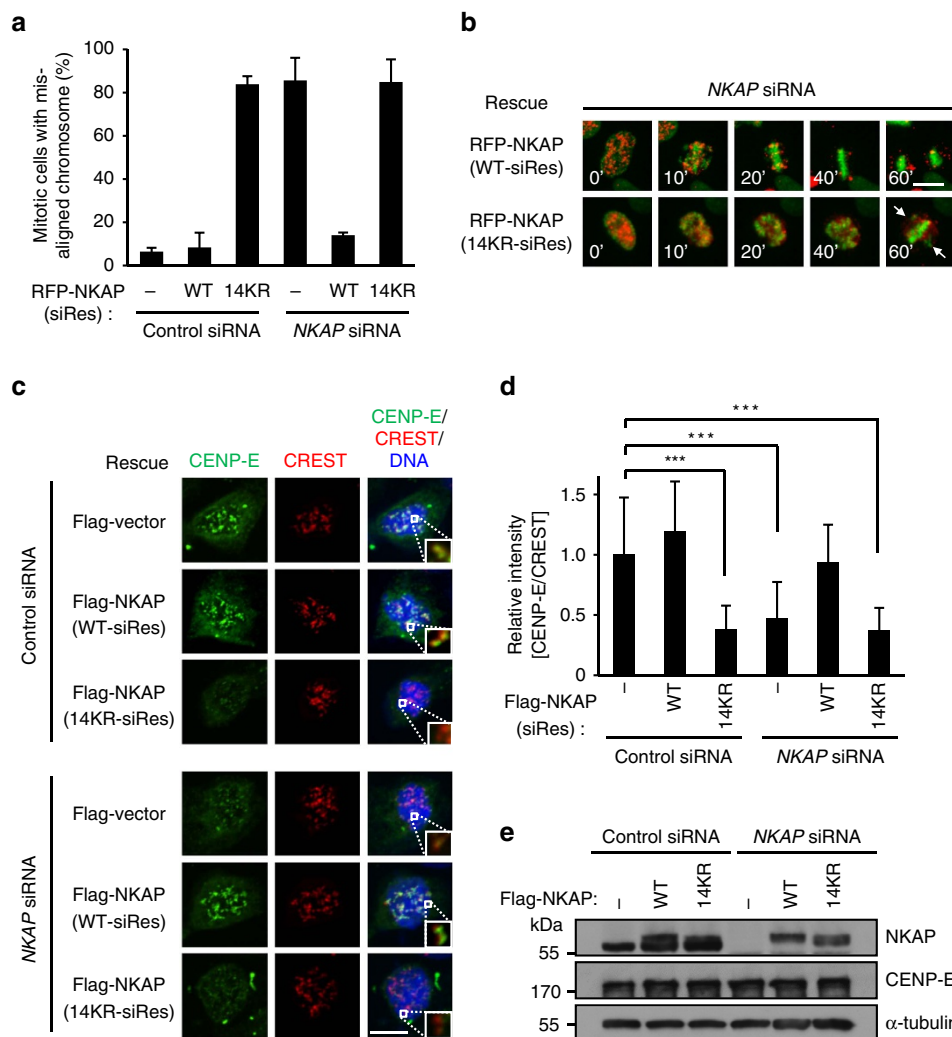 a
100
80
60
40
20
0
Mitotic cells with mis-
aligned chromosome (%)
RFP-NKAP
(siRes) :
– WT 14KR – WT 14KR
Control siRNA NKAP siRNA
b
Rescue
NKAP siRNA
RFP-NKAP
(WT-siRes)
0' 10' 20' 40' 60'
RFP-NKAP
(14KR-siRes)
0' 10' 20' 40' 60'
c
Rescue
CENP-E
CREST
CENP-E/
CREST/
DNA
Control siRNA
Flag-vector
Flag-NKAP
(WT-siRes)
Flag-NKAP
(14KR-siRes)
NKAP siRNA
Flag-vector
Flag-NKAP
(WT-siRes)
Flag-NKAP
(14KR-siRes)
d
***
***
***
1.5
1.0
0.5
0
Relative intensity
[CENP-E/CREST]
Flag-NKAP
(siRes) :
– WT 14KR – WT 14KR
Control siRNA NKAP siRNA
e
Control siRNA NKAP siRNA
Flag-NKAP: – WT 14KR – WT 14KR
kDa
55 NKAP
170 CENP-E
55 α-tubulin